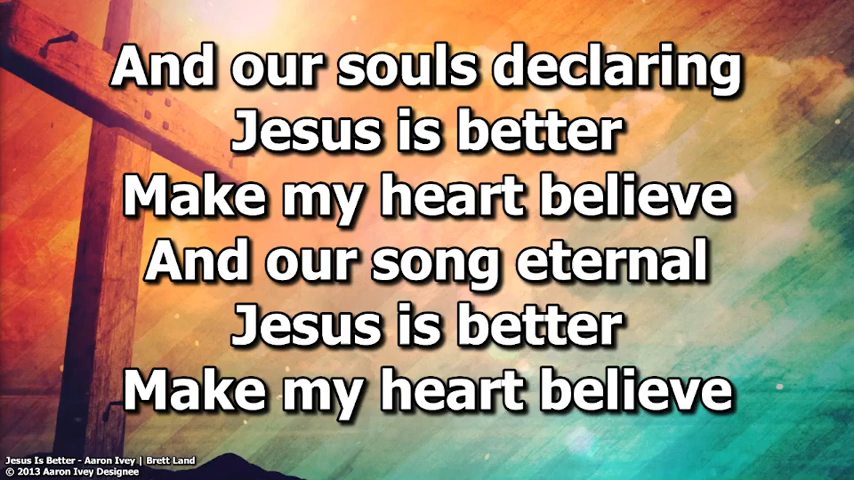 And our souls declaring
Jesus is better
Make my heart believe
And our song eternal
Jesus is better
Make my heart believe
Jesus Is Better - Aaron Ivey | Brett Land
© 2013 Aaron Ivey Designee